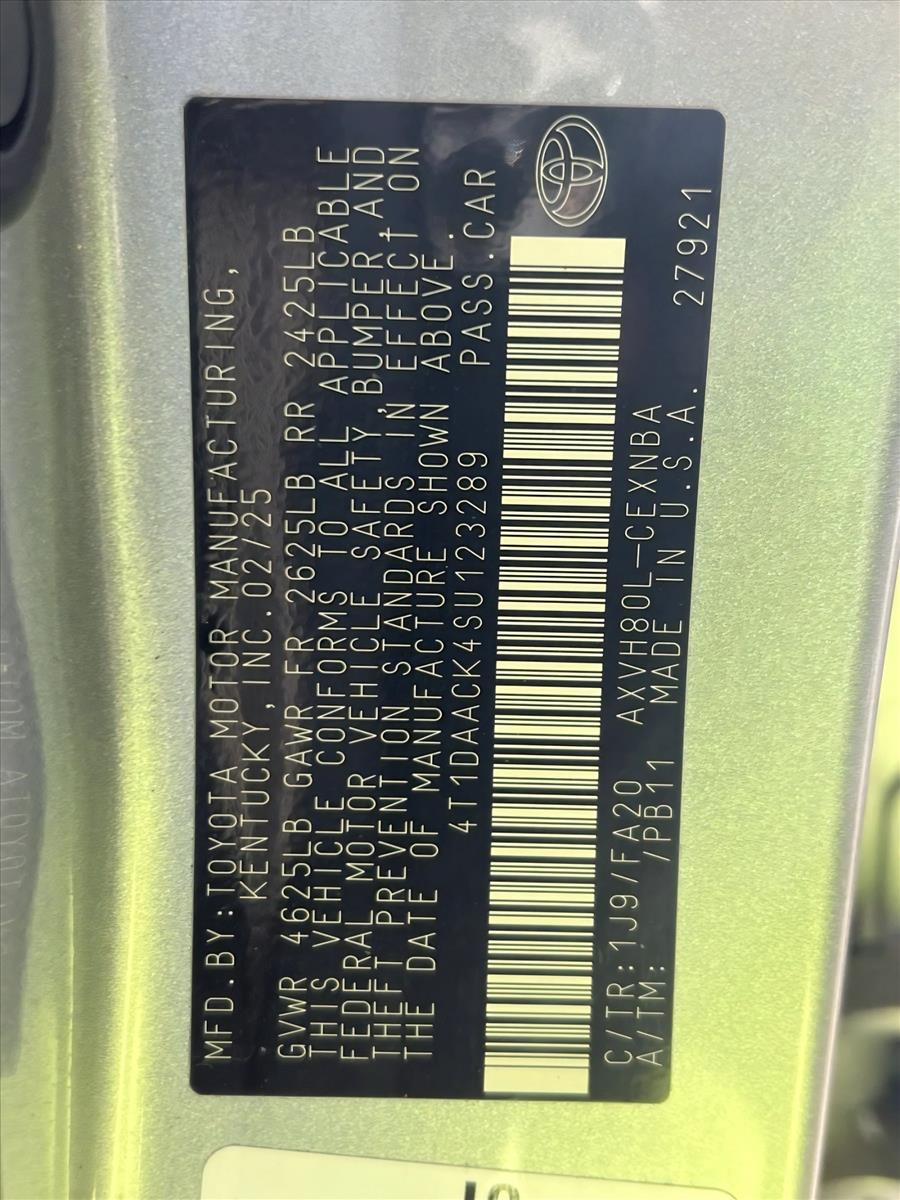 MFD.BY:TOYOTA MOTOR MANUFACTURING,
KENTUCKY,INC.02/25
GVWR 4625LB GAWR FR 2625LB RR 2425LB
THIS VEHICLE CONFORMS TO ALL APPLICABLE
FEDERAL MOTOR VEHICLE SAFETY,BUMPER,AND
THEFT PREVENTION STANDARDS IN EFFECT ON
THE DATE OF MANUFACTURE SHOWN ABOVE.
4T1DAACK4SU123289 PASS.CAR
C/TR:1J9/FA20 AXVH80L-CEXNBA
A/TM: /PB11 MADE IN U.S.A. 27921